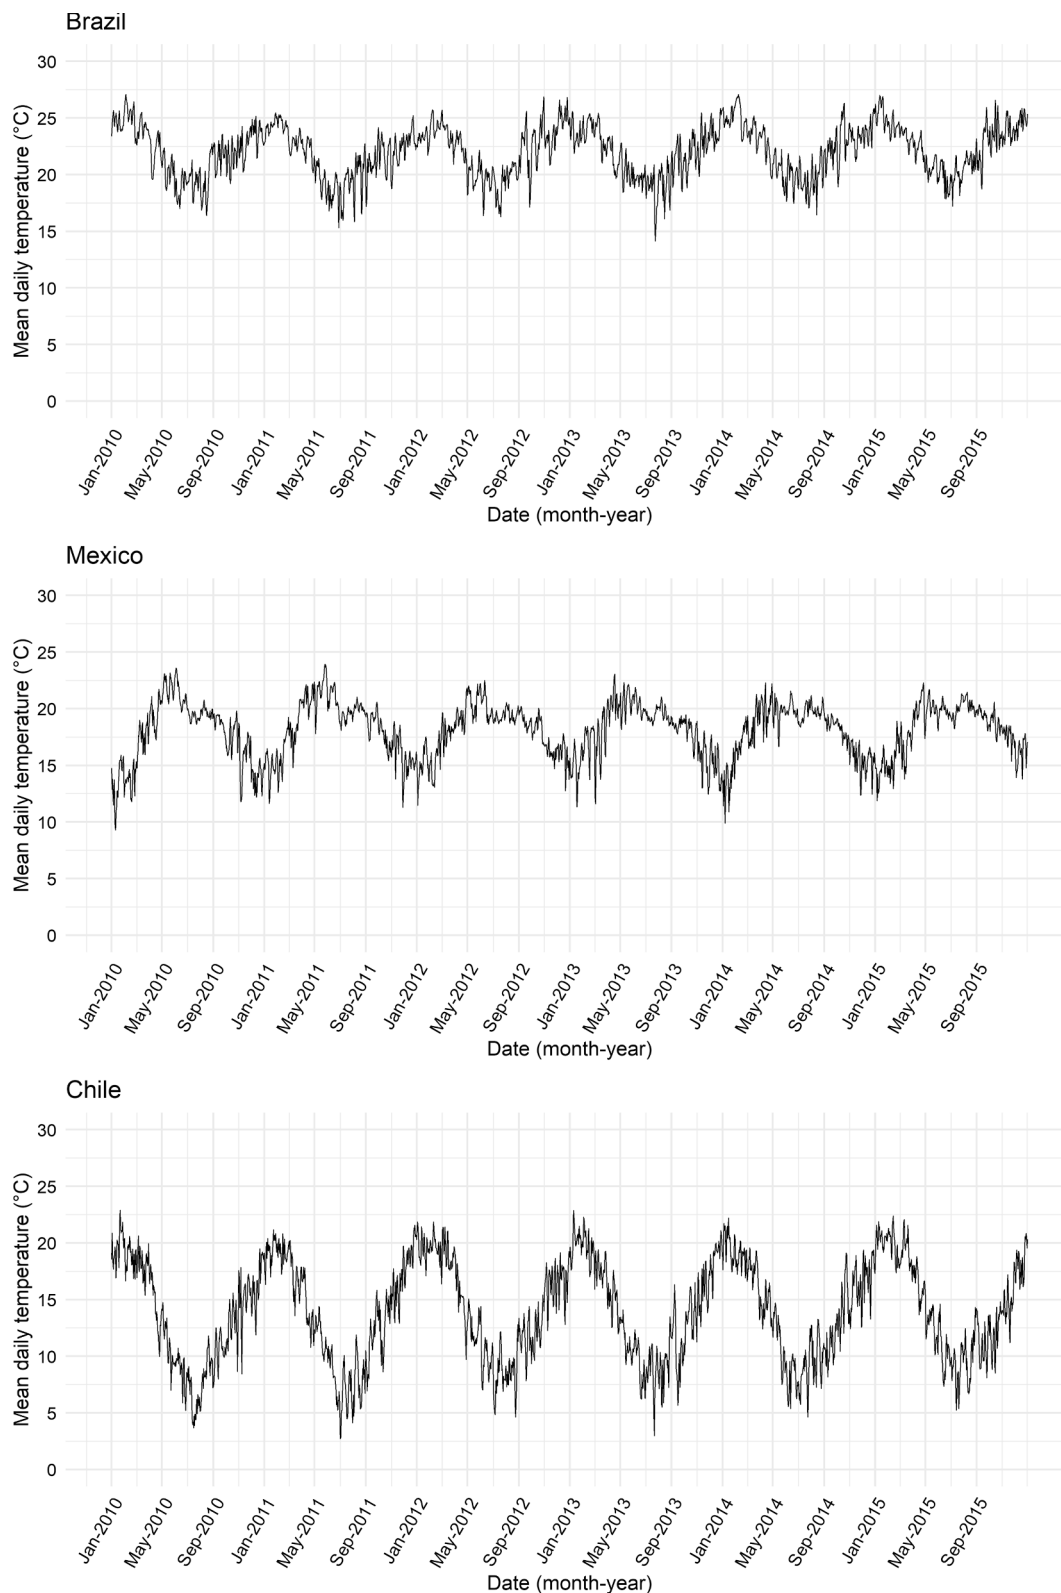 Brazil
Mean daily temperature (°C)
30
25
20
15
10
5
0
Jan-2010
May-2010
Sep-2010
Jan-2011
May-2011
Sep-2011
Jan-2012
May-2012
Sep-2012
Jan-2013
May-2013
Sep-2013
Jan-2014
May-2014
Sep-2014
Jan-2015
May-2015
Sep-2015
Date (month-year)
Mexico
Mean daily temperature (°C)
30
25
20
15
10
5
0
Jan-2010
May-2010
Sep-2010
Jan-2011
May-2011
Sep-2011
Jan-2012
May-2012
Sep-2012
Jan-2013
May-2013
Sep-2013
Jan-2014
May-2014
Sep-2014
Jan-2015
May-2015
Sep-2015
Date (month-year)
Chile
Mean daily temperature (°C)
30
25
20
15
10
5
0
Jan-2010
May-2010
Sep-2010
Jan-2011
May-2011
Sep-2011
Jan-2012
May-2012
Sep-2012
Jan-2013
May-2013
Sep-2013
Jan-2014
May-2014
Sep-2014
Jan-2015
May-2015
Sep-2015
Date (month-year)